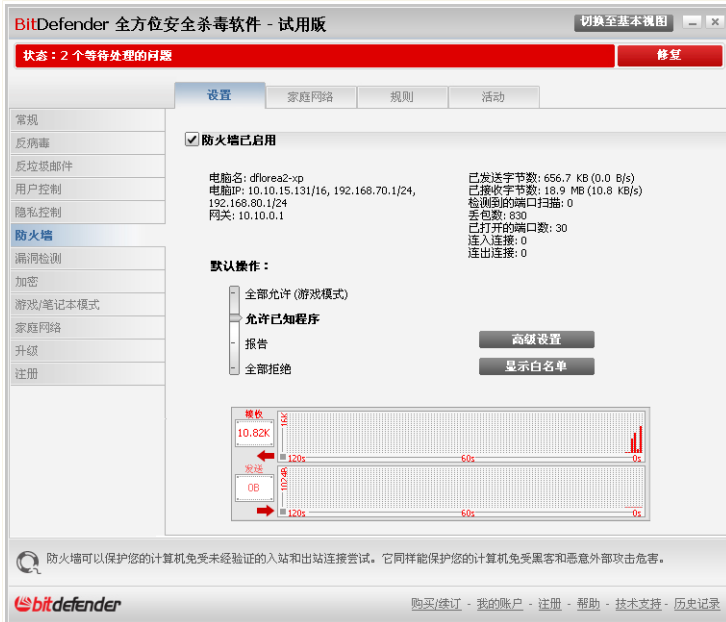 BitDefender 全方位安全杀毒软件 - 试用版
切换至基本视图
状态：2 个等待处理的问题
修复
设置
家庭网络
规则
活动
常规
反病毒
反垃圾邮件
用户控制
隐私控制
防火墙
漏洞检测
加密
游戏/笔记本模式
家庭网络
升级
注册
防火墙已启用
电脑名: dflorea2-xp
电脑IP: 10.10.15.131/16, 192.168.70.1/24,
192.168.80.1/24
网关: 10.10.0.1
已发送字节数: 656.7 KB (0.0 B/s)
已接收字节数: 18.9 MB (10.8 KB/s)
检测到的端口扫描: 0
丢包数: 830
已打开的端口数: 30
连入连接: 0
连出连接: 0
默认操作：
全部允许 (游戏模式)
允许已知程序
报告
全部拒绝
高级设置
显示白名单
接收
10.82K
16K
120s
60s
0s
发送
0B
1024B
120s
60s
0s
防火墙可以保护您的计算机免受未经验证的入站和出站连接尝试。它同样能保护您的计算机免受黑客和恶意外部攻击危害。
bitdefender
购买/续订 - 我的账户 - 注册 - 帮助 - 技术支持 - 历史记录